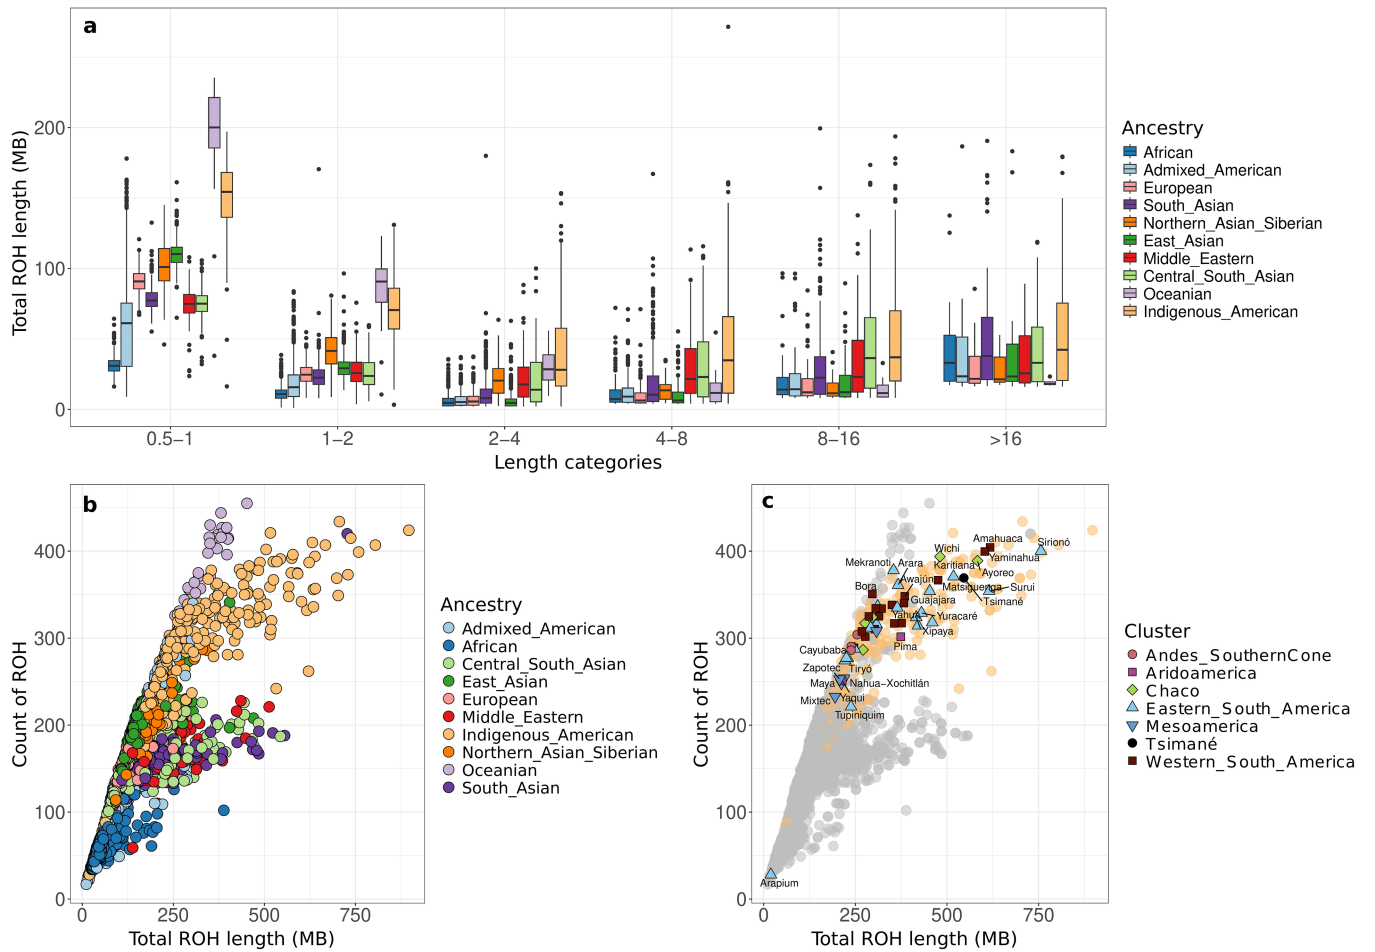 a
Total ROH length (MB)
200
100
0
0.5−1
1−2
2−4
4−8
8−16
>16
Length categories
Ancestry
African
Admixed_American
European
South_Asian
Northern_Asian_Siberian
East_Asian
Middle_Eastern
Central_South_Asian
Oceanian
Indigenous_American
b
Count of ROH
400
300
200
100
0
0
250
500
750
Total ROH length (MB)
Ancestry
Admixed_American
African
Central_South_Asian
East_Asian
European
Middle_Eastern
Indigenous_American
Northern_Asian_Siberian
Oceanian
South_Asian
c
Count of ROH
400
300
200
100
0
Amahuaca
Sirionó
Wichi
Yaminahua
Mekranoti
Arara
Karitiana
Ayoreo
Awajún
Bora
Matsiguenga
Surui
Guajajara
Tsimané
Yahua
Yuracaré
Xipaya
Pima
Cayubaba
Zapotec
Tiryó
Maya
Nahua−Xochitlán
Mixtec
Yaqui
Tupiniquim
Arapium
0
250
500
750
Total ROH length (MB)
Cluster
Andes_SouthernCone
Aridoamerica
Chaco
Eastern_South_America
Mesoamerica
Tsimané
Western_South_America